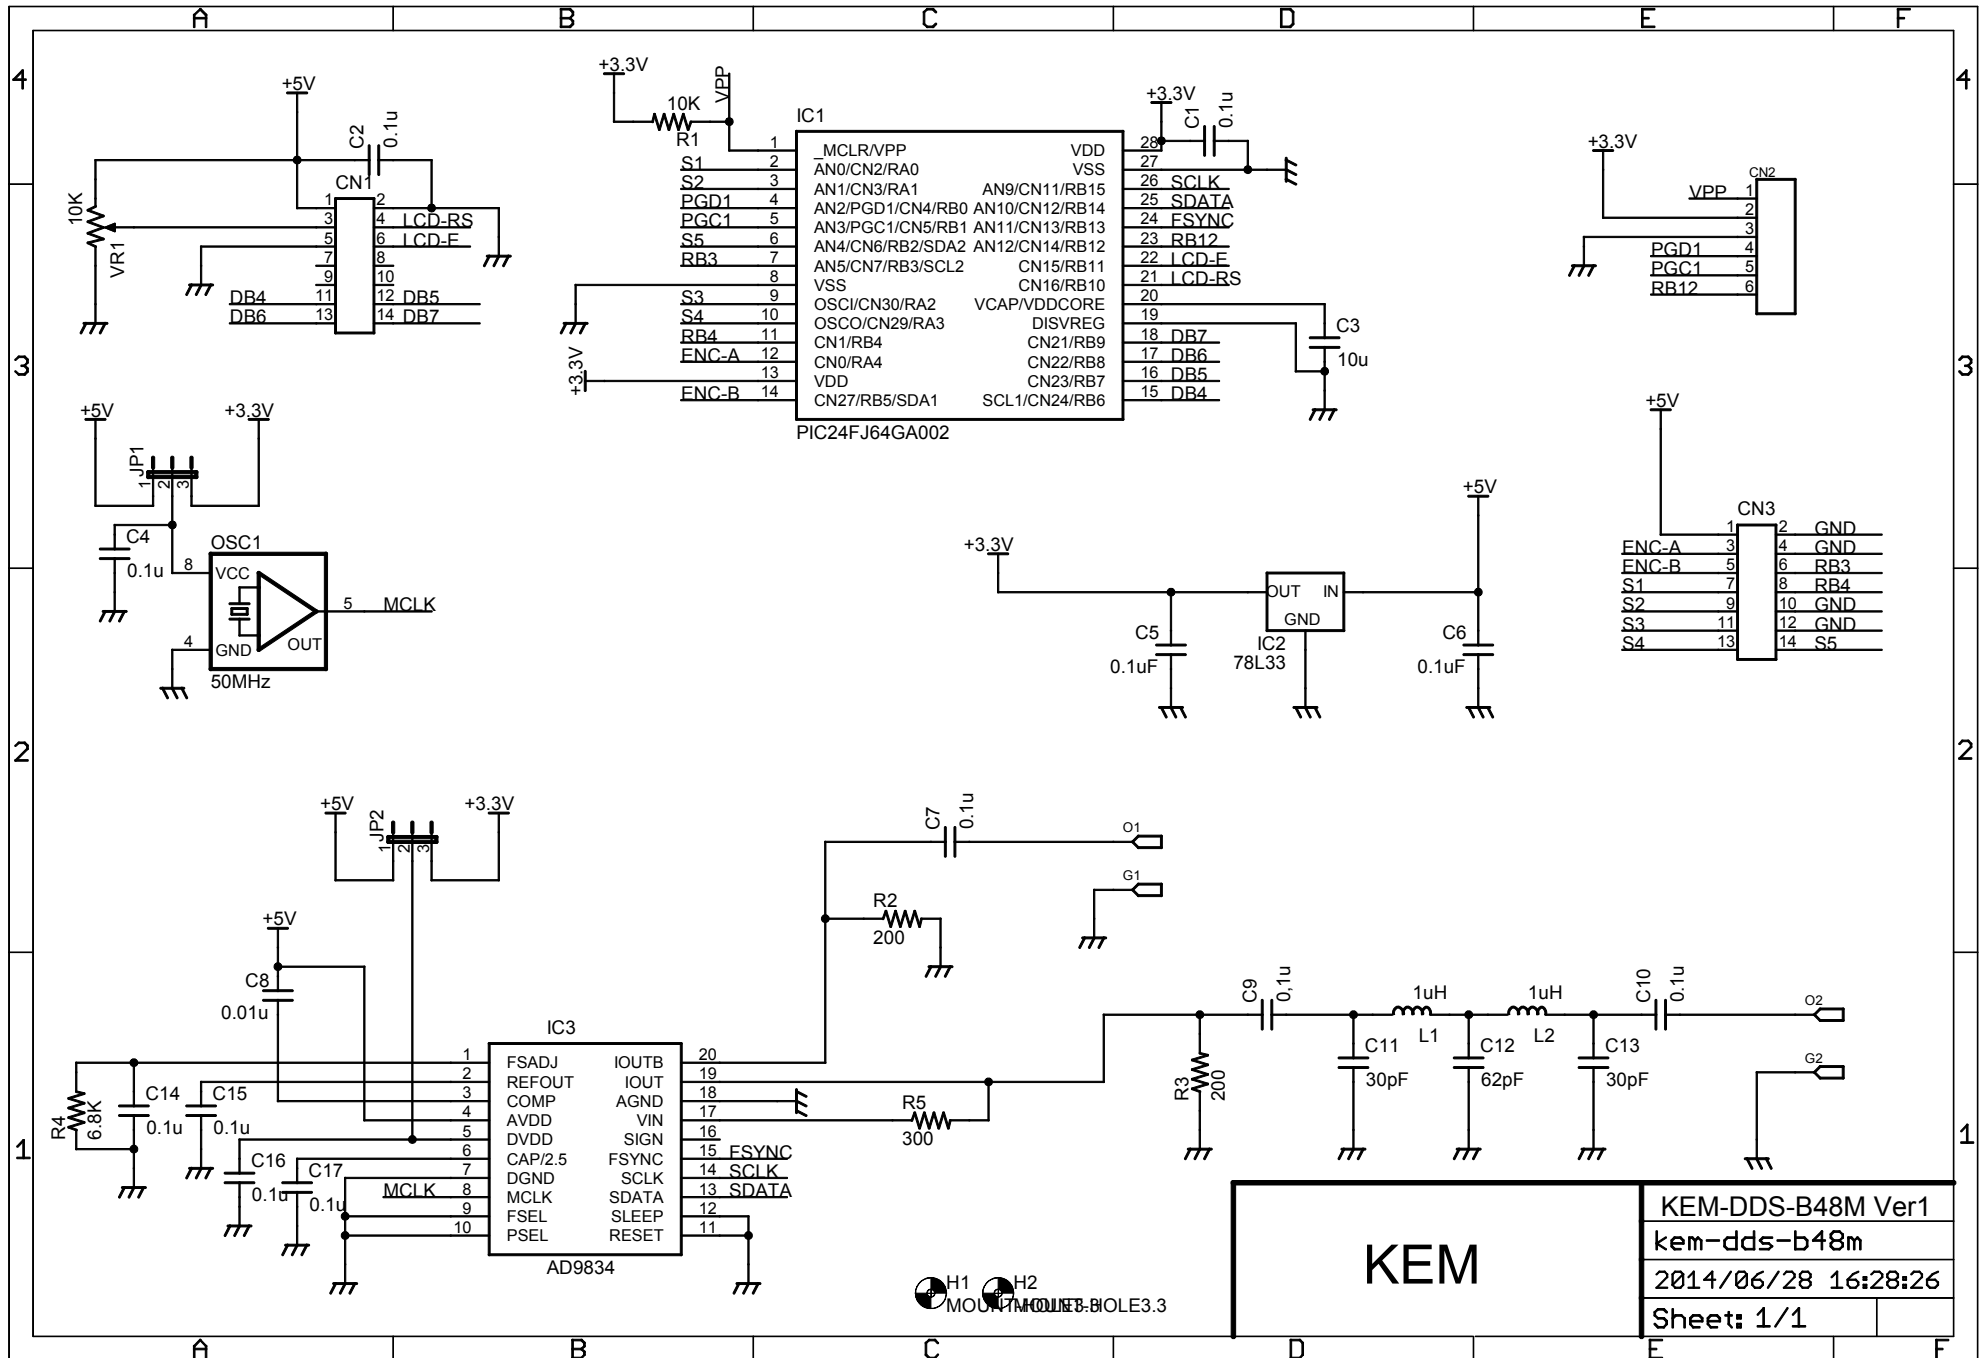 A B C D E F
4 4
+5V
C2
0.1u
CN1
10K
VR1
1 2
3 4 LCD-RS
5 6 LCD-E
7 8
9 10
DB4 11 12 DB5
DB6 13 14 DB7
+3.3V
10K
R1
VPP
IC1
1 _MCLR/VPP
S1 2 AN0/CN2/RA0
S2 3 AN1/CN3/RA1
PGD1 4 AN2/PGD1/CN4/RB0
PGC1 5 AN3/PGC1/CN5/RB1
S5 6 AN4/CN6/RB2/SDA2
RB3 7 AN5/CN7/RB3/SCL2
8 VSS
S3 9 OSCI/CN30/RA2
S4 10 OSCO/CN29/RA3
RB4 11 CN1/RB4
ENC-A 12 CN0/RA4
+3.3V 13 VDD
ENC-B 14 CN27/RB5/SDA1
VDD 28
VSS 27
AN9/CN11/RB15 26 SCLK
AN10/CN12/RB14 25 SDATA
AN11/CN13/RB13 24 FSYNC
AN12/CN14/RB12 23 RB12
CN15/RB11 22 LCD-E
CN16/RB10 21 LCD-RS
VCAP/VDDCORE 20
DISVREG 19
CN21/RB9 18 DB7
CN22/RB8 17 DB6
CN23/RB7 16 DB5
SCL1/CN24/RB6 15 DB4
PIC24FJ64GA002
+3.3V
C1
0.1u
C3
10u
+3.3V
CN2
VPP 1
2
3
PGD1 4
PGC1 5
RB12 6
3 3
+5V +3.3V
JP1
1 2 3
C4
0.1u
OSC1
8 VCC
5 MCLK
4 GND OUT
50MHz
+3.3V +5V
OUT IN
GND
IC2
78L33
C5
0.1uF
C6
0.1uF
+5V
CN3
1 2 GND
ENC-A 3 4 GND
ENC-B 5 6 RB3
S1 7 8 RB4
S2 9 10 GND
S3 11 12 GND
S4 13 14 S5
2 2
+5V +3.3V
JP2
1 2 3
+5V
C8
0.01u
C7
0.1u
O1
G1
R2
200
IC3
1 FSADJ IOUTB 20
2 REFOUT IOUT 19
3 COMP AGND 18
4 AVDD VIN 17
5 DVDD SIGN 16
6 CAP/2.5 FSYNC 15 FSYNC
7 DGND SCLK 14 SCLK
MCLK 8 MCLK SDATA 13 SDATA
9 FSEL SLEEP 12
10 PSEL RESET 11
AD9834
R4
6.8K
C14
0.1u
C15
0.1u
C16
0.1u
C17
0.1u
R5
300
R3
200
C9
0,1u
1uH
L1
1uH
L2
C10
0.1u
O2
G2
C11
30pF
C12
62pF
C13
30pF
1 1
H1
MOUNT-HOLE3.3
H2
MOUNT-HOLE3.3
KEM
KEM-DDS-B48M Ver1
kem-dds-b48m
2014/06/28 16:28:26
Sheet: 1/1
A B C D E F